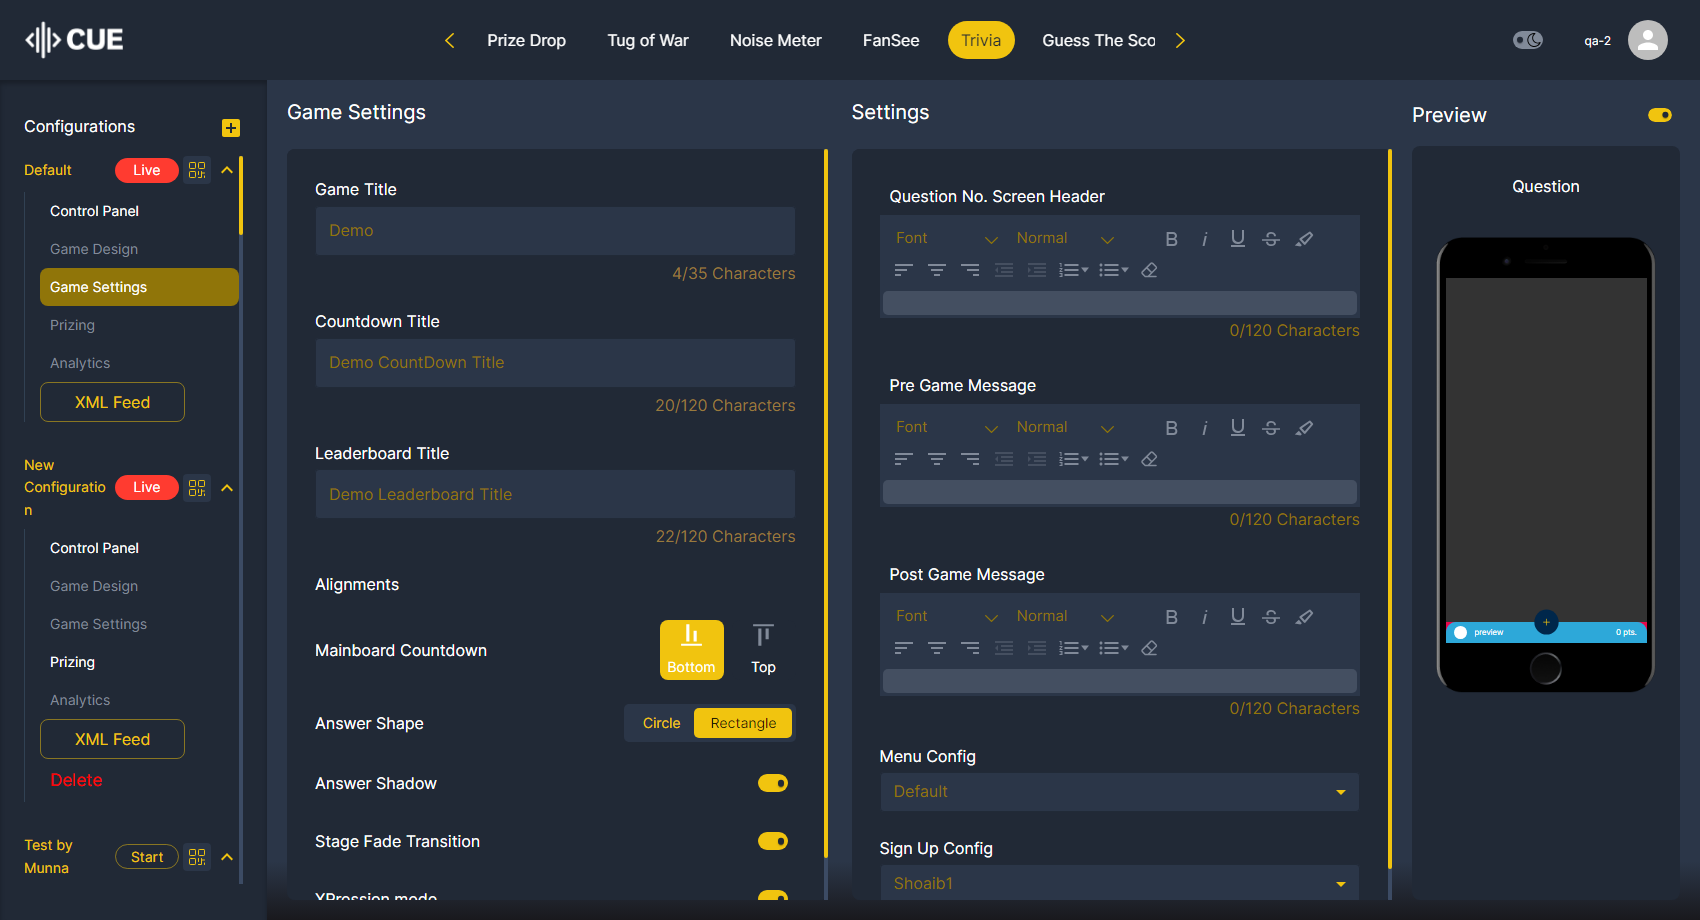 CUE
Prize Drop
Tug of War
Noise Meter
FanSee
Trivia
Guess The Sco
qa-2
Configurations
Default
Live
Control Panel
Game Design
Game Settings
Prizing
Analytics
XML Feed
New
Configuratio
n
Live
Control Panel
Game Design
Game Settings
Prizing
Analytics
XML Feed
Delete
Test by
Munna
Start
Game Settings
Game Title
Demo
4/35 Characters
Countdown Title
Demo CountDown Title
20/120 Characters
Leaderboard Title
Demo Leaderboard Title
22/120 Characters
Alignments
Mainboard Countdown
Bottom
Top
Answer Shape
Circle
Rectangle
Answer Shadow
Stage Fade Transition
XPression mode
Settings
Question No. Screen Header
Font
Normal
B
i
U
S
0/120 Characters
Pre Game Message
Font
Normal
B
i
U
S
0/120 Characters
Post Game Message
Font
Normal
B
i
U
S
0/120 Characters
Menu Config
Default
Sign Up Config
Shoaib1
Preview
Question
preview
+
0 pts.